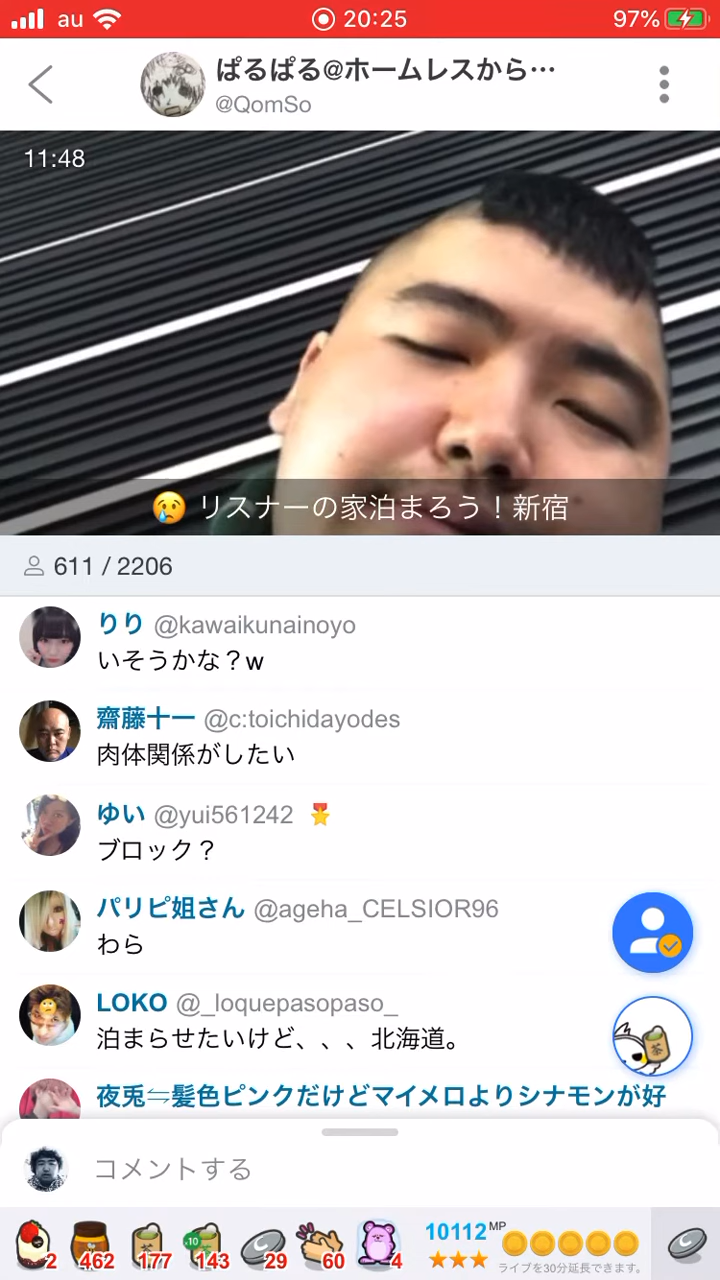 au
20:25
97%
ぱるぱる@ホームレスから…
@QomSo
11:48
😢 リスナーの家泊まろう！新宿
611 / 2206
りり @kawaikunainoyo
いそうかな？w
齋藤十一 @c:toichidayodes
肉体関係がしたい
ゆい @yui561242
ブロック？
パリピ姐さん @ageha_CELSIOR96
わら
LOKO @_loquepasopaso_
泊まらせたいけど、、、北海道。
夜兎⇋髪色ピンクだけどマイメロよりシナモンが好
茶
コメントする
2
462
177
×10
143
29
60
4
10112 MP
ライブを30分延長できます。